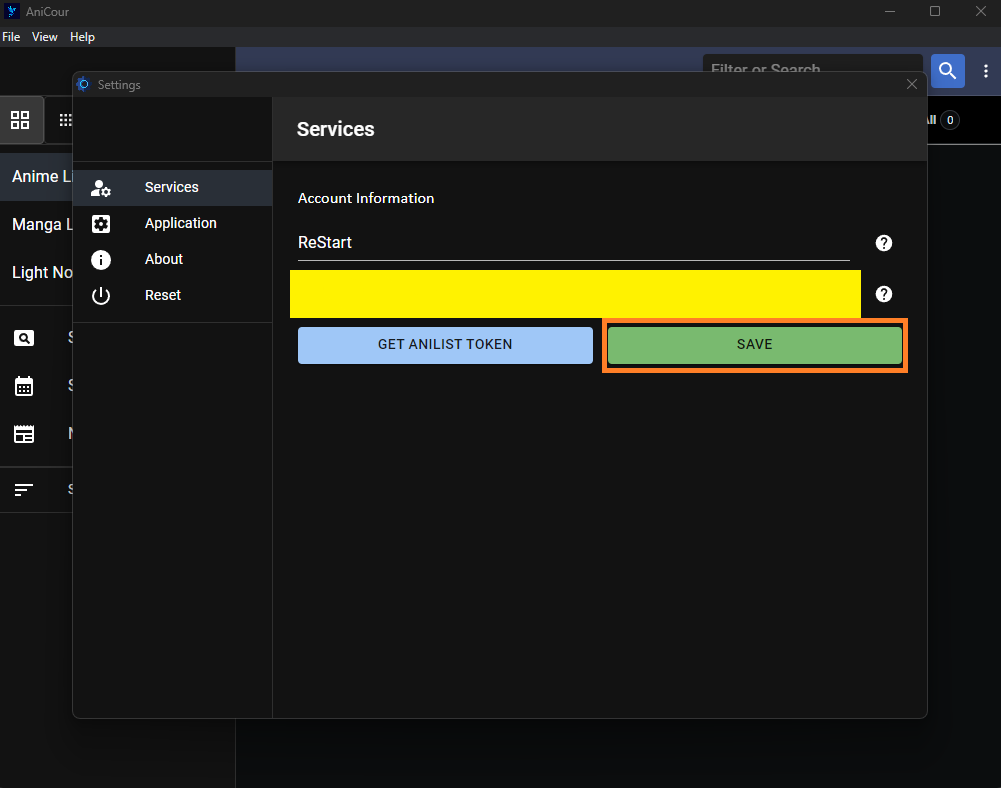 AniCour
File View Help
Filter or Search
Settings
Services
All 0
Anime Li
Manga L
Light No
Services
Application
About
Reset
Account Information
ReStart
GET ANILIST TOKEN
SAVE